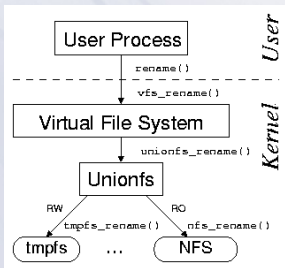 User Process
User
rename()
vfs_rename()
Virtual File System
Kernel
unionfs_rename()
Unionfs
RW
RO
tmpfs_rename()
nfs_rename()
tmpfs
...
NFS